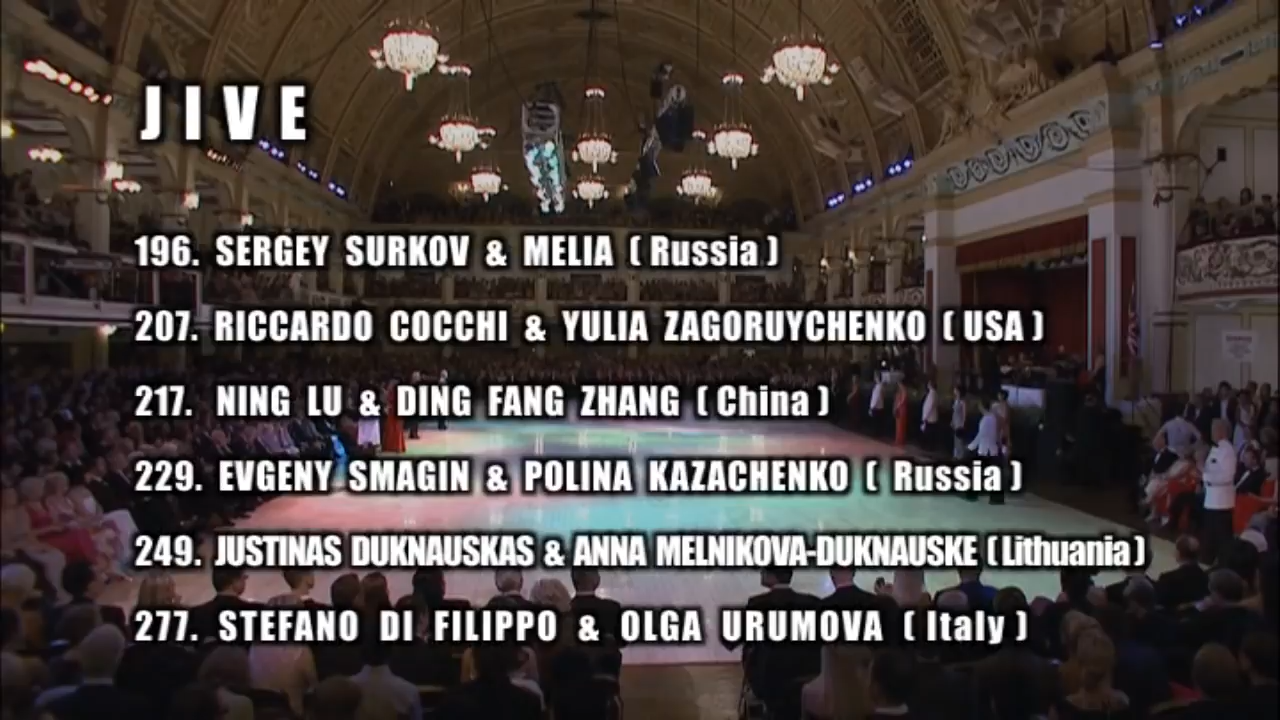 JIVE
196. SERGEY SURKOV & MELIA ( Russia )
207. RICCARDO COCCHI & YULIA ZAGORUYCHENKO ( USA )
217. NING LU & DING FANG ZHANG ( China )
229. EVGENY SMAGIN & POLINA KAZACHENKO ( Russia )
249. JUSTINAS DUKNAUSKAS & ANNA MELNIKOVA-DUKNAUSKE ( Lithuania )
277. STEFANO DI FILIPPO & OLGA URUMOVA ( Italy )